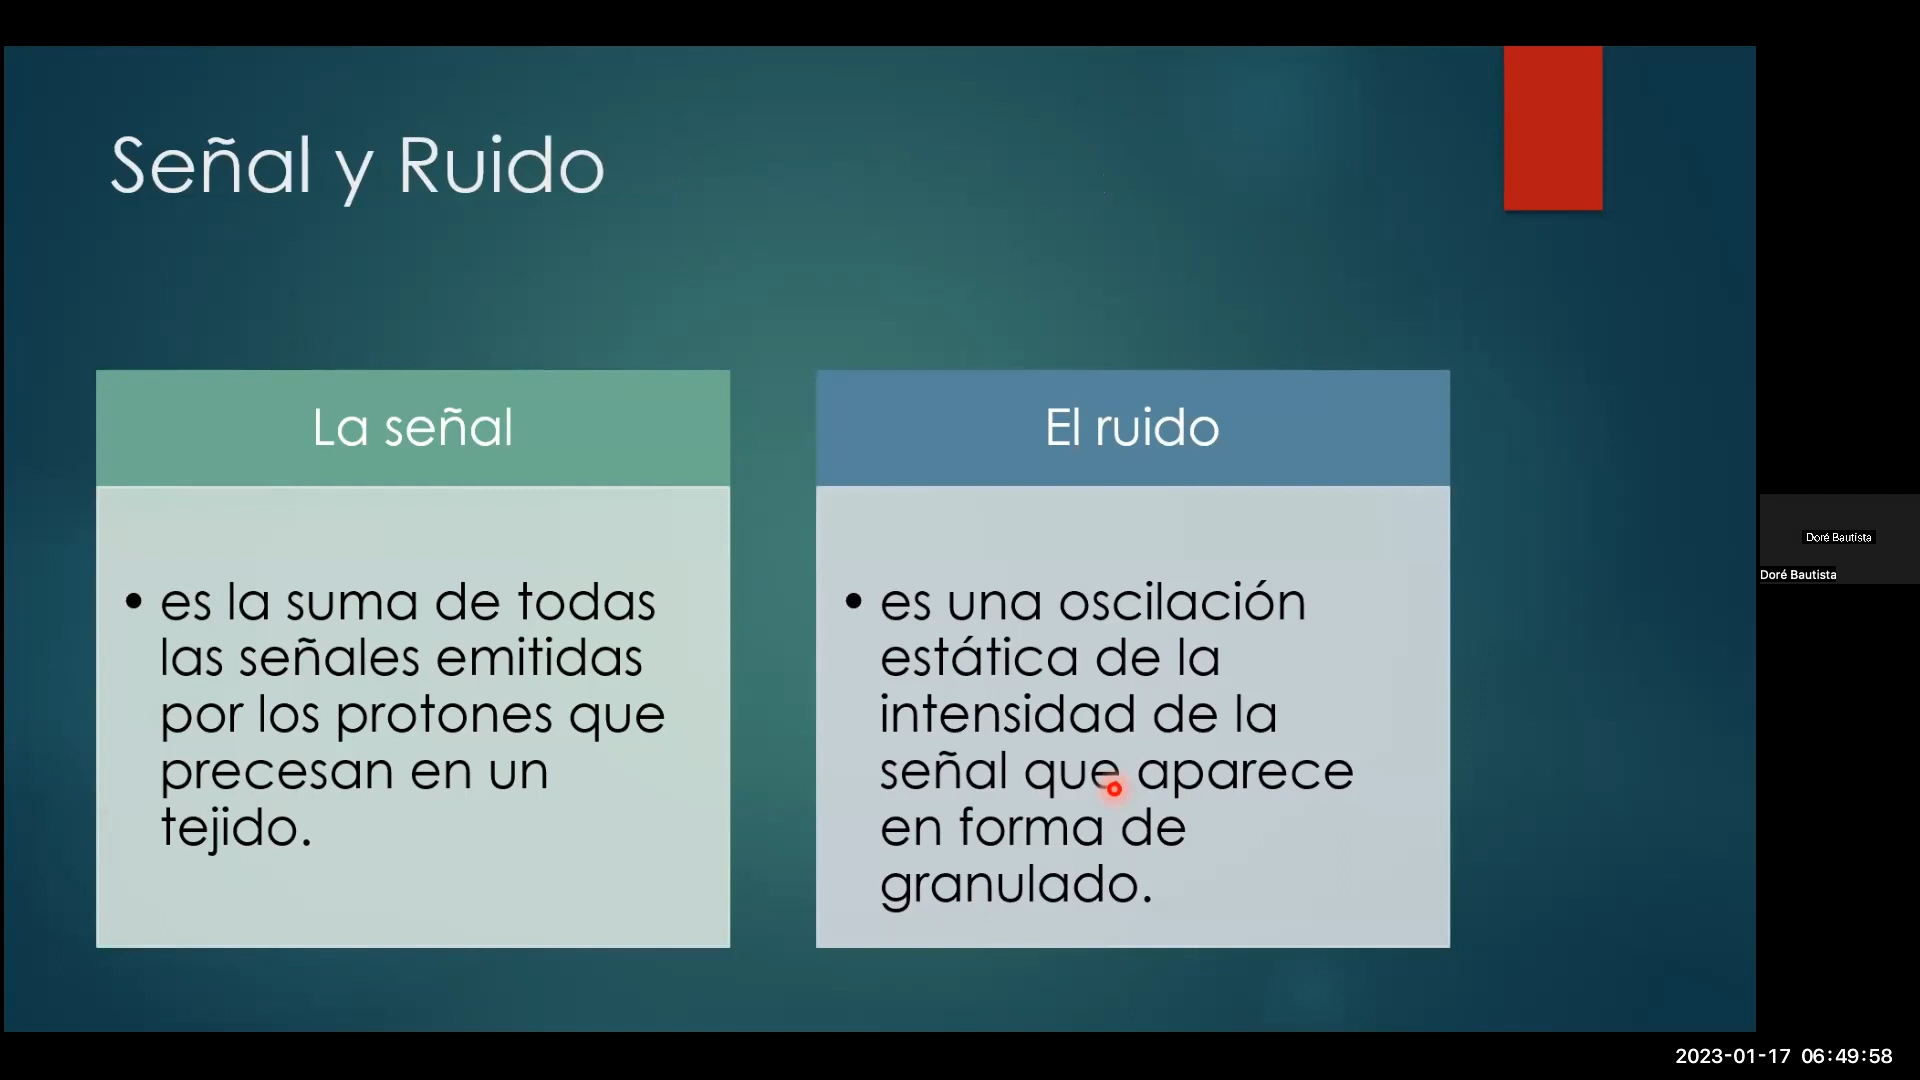 Señal y Ruido
La señal
• es la suma de todas
las señales emitidas
por los protones que
precesan en un
tejido.
El ruido
• es una oscilación
estática de la
intensidad de la
señal que aparece
en forma de
granulado.
Doré Bautista
Doré Bautista
2023-01-17 06:49:58